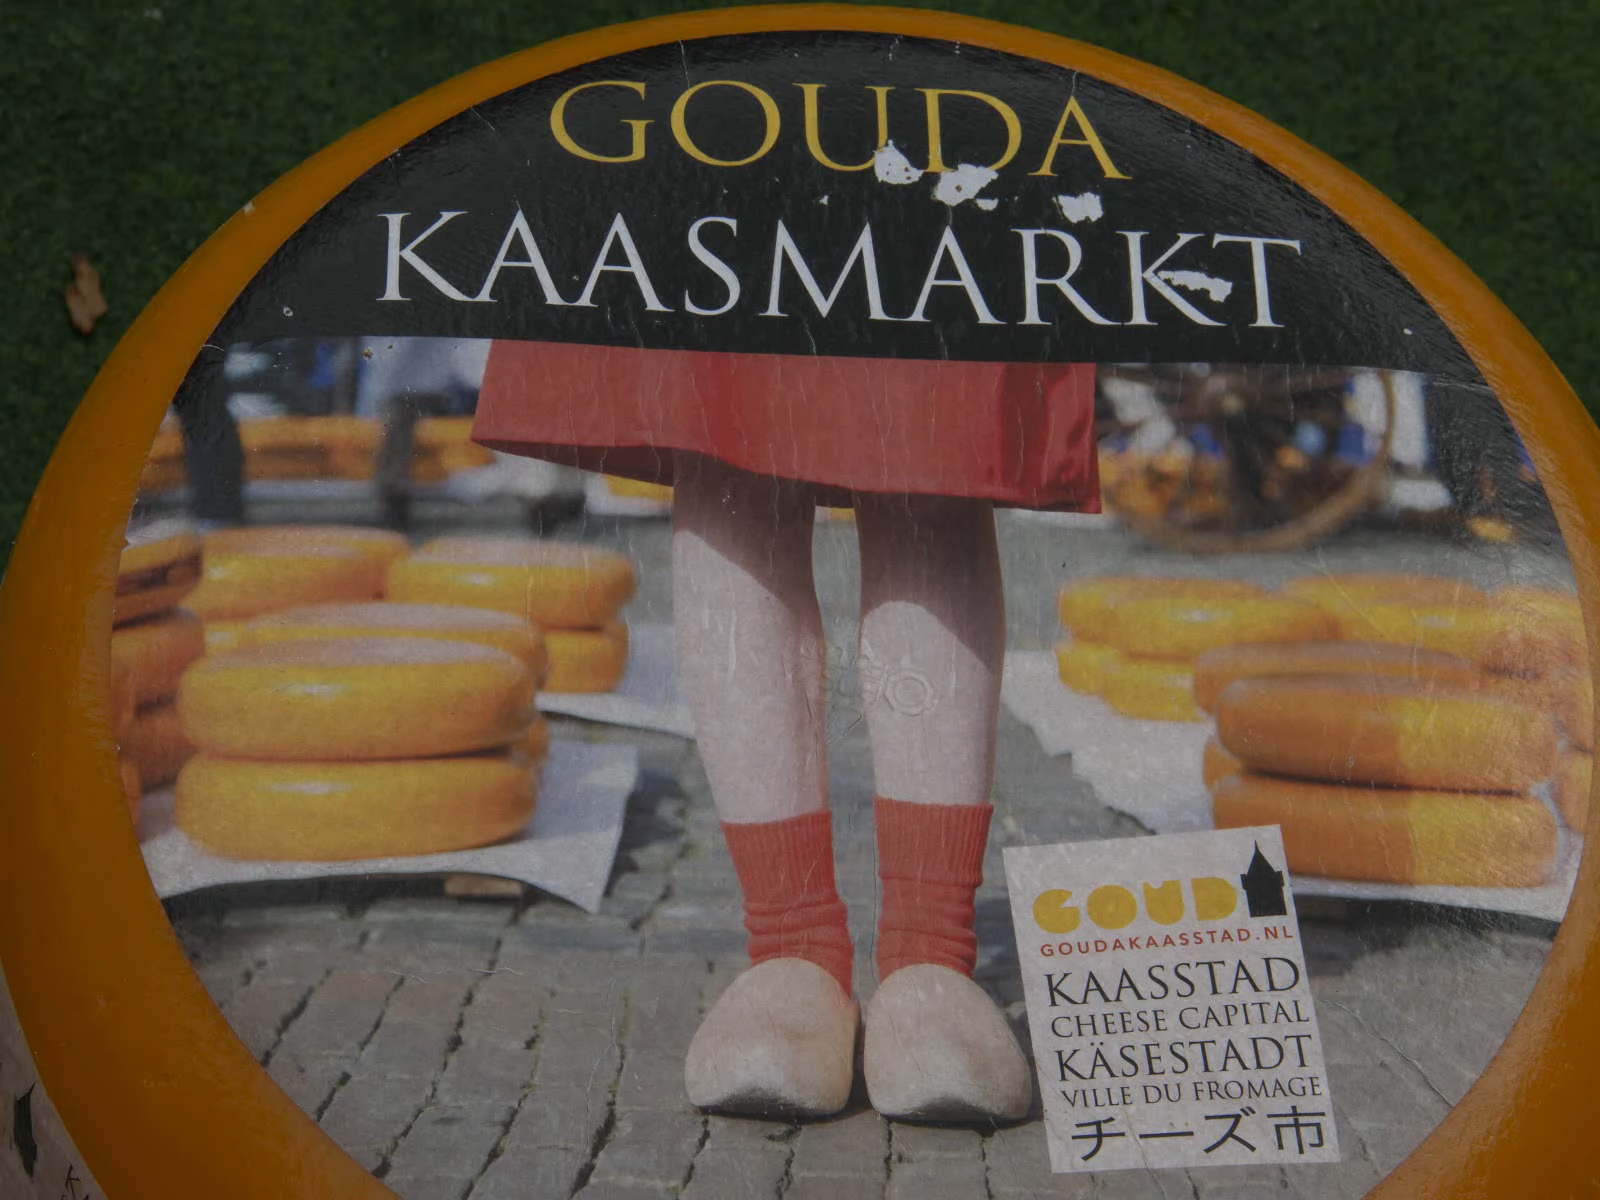 GOUDA
KAASMARKT
GOUD
GOUDAKAASSTAD.NL
KAASSTAD
CHEESE CAPITAL
KÄSESTADT
VILLE DU FROMAGE
チーズ市